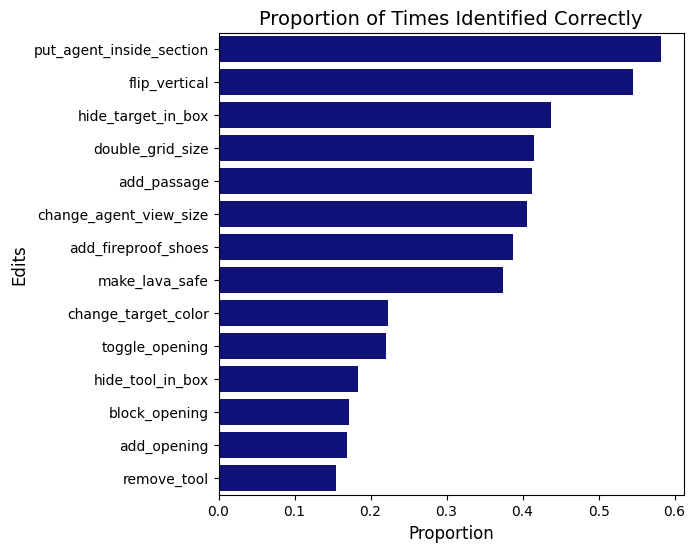 Proportion of Times Identified Correctly
put_agent_inside_section
flip_vertical
hide_target_in_box
double_grid_size
add_passage
change_agent_view_size
add_fireproof_shoes
make_lava_safe
change_target_color
toggle_opening
hide_tool_in_box
block_opening
add_opening
remove_tool
Edits
0.0 0.1 0.2 0.3 0.4 0.5 0.6
Proportion